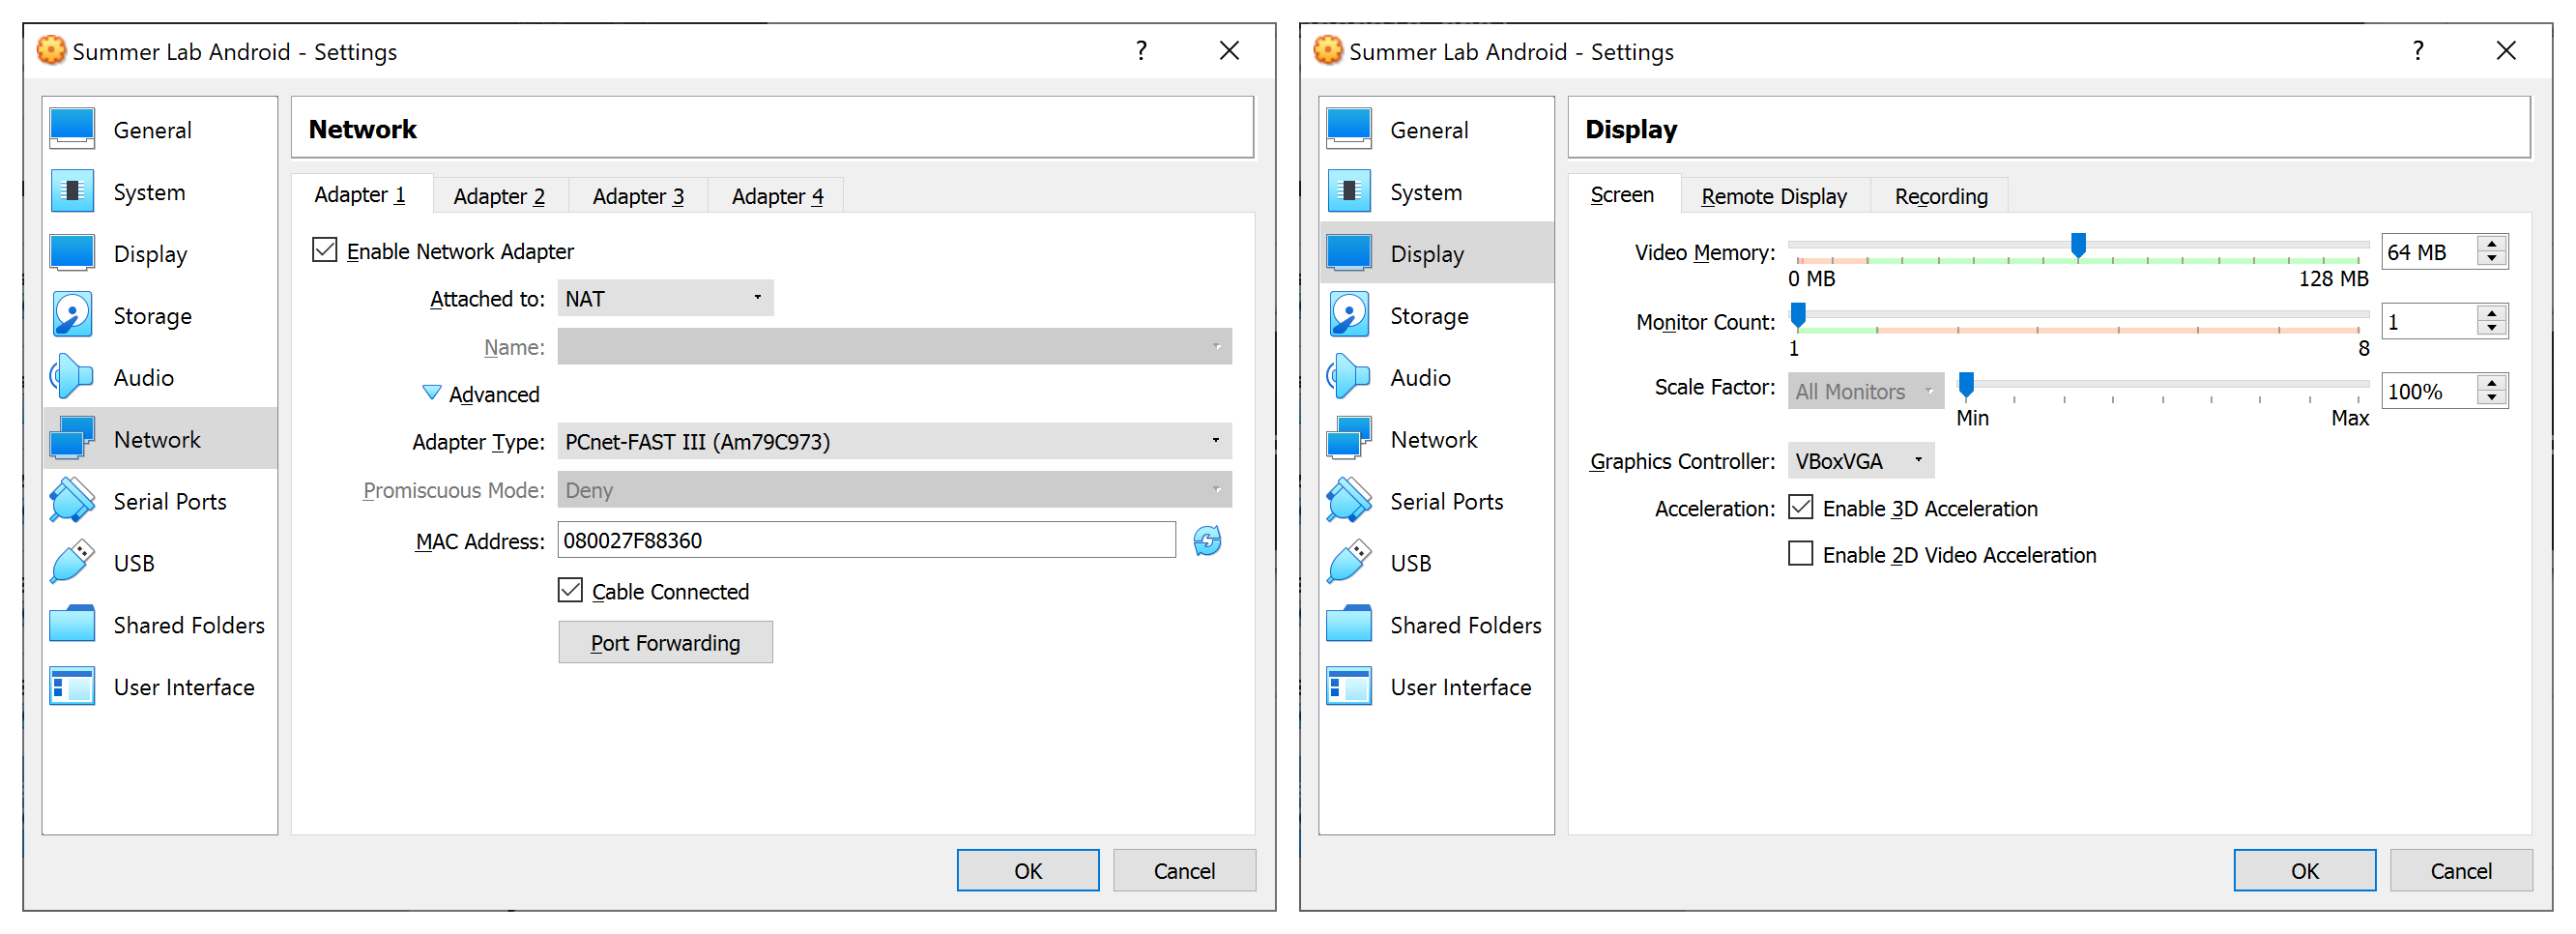 Summer Lab Android - Settings
?
General
System
Display
Storage
Audio
Network
Serial Ports
USB
Shared Folders
User Interface
Network
Adapter 1
Adapter 2
Adapter 3
Adapter 4
Enable Network Adapter
Attached to: NAT
Name:
Advanced
Adapter Type: PCnet-FAST III (Am79C973)
Promiscuous Mode: Deny
MAC Address: 080027F88360
Cable Connected
Port Forwarding
OK
Cancel
Summer Lab Android - Settings
?
General
System
Display
Storage
Audio
Network
Serial Ports
USB
Shared Folders
User Interface
Display
Screen
Remote Display
Recording
Video Memory: 64 MB
0 MB 128 MB
Monitor Count: 1
1 8
Scale Factor: All Monitors 100%
Min Max
Graphics Controller: VBoxVGA
Acceleration: Enable 3D Acceleration
Enable 2D Video Acceleration
OK
Cancel